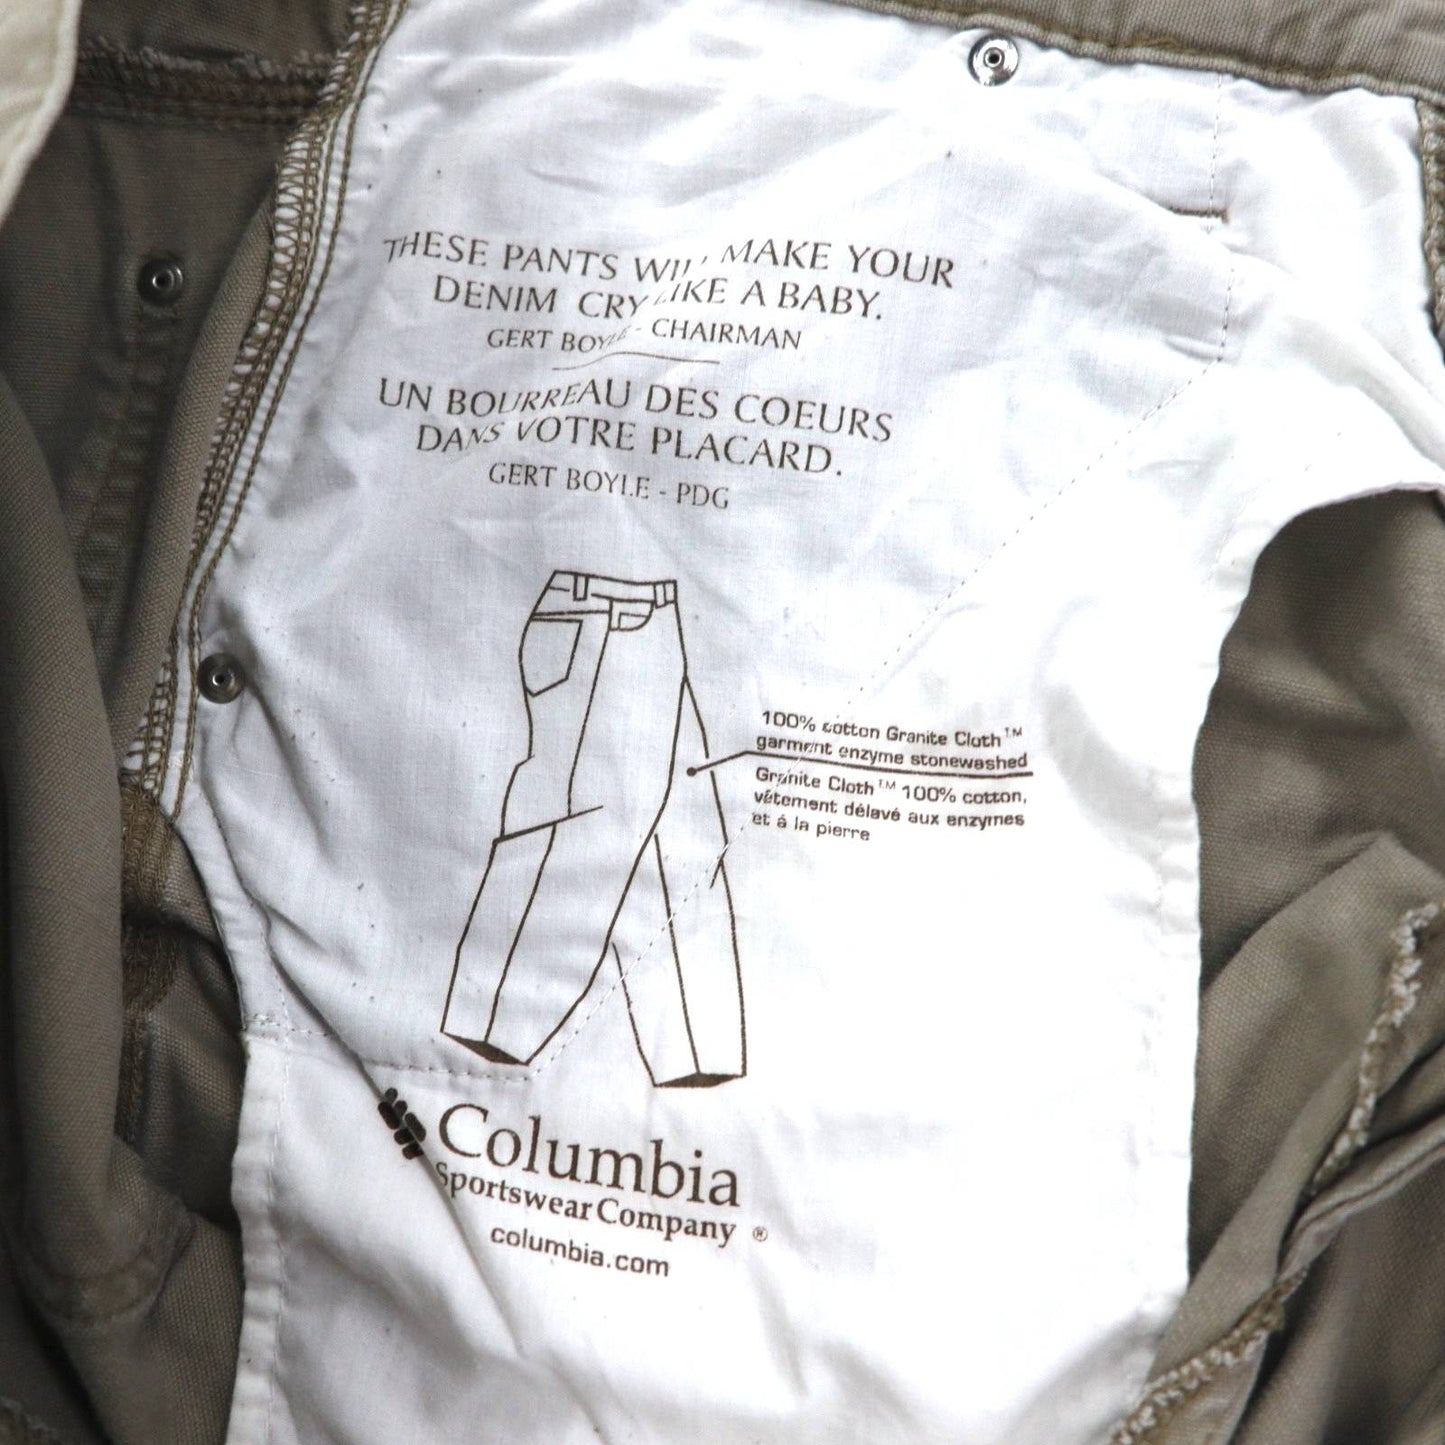 THESE PANTS WILL MAKE YOUR
DENIM CRY LIKE A BABY.
GERT BOYLE - CHAIRMAN
UN BOURREAU DES COEURS
DANS VOTRE PLACARD.
GERT BOYLE - PDG
100% cotton Granite Cloth™
garment enzyme stonewashed
Granite Cloth™ 100% cotton,
vêtement délavé aux enzymes
et á la pierre
Columbia
Sportswear Company ®
columbia.com